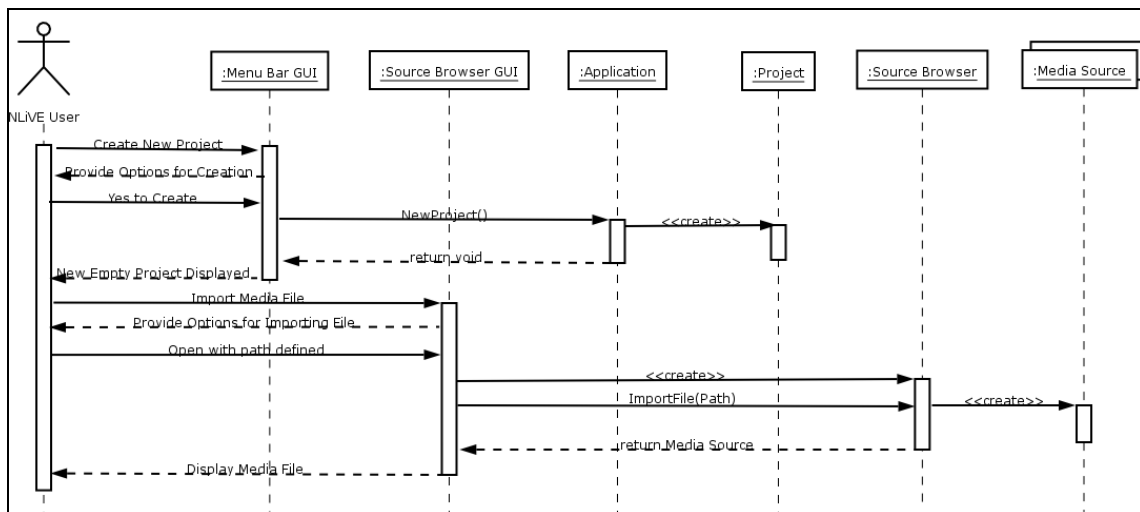 :Menu Bar GUI
:Source Browser GUI
:Application
:Project
:Source Browser
:Media Source
NLiVE User
Create New Project
Provide Options for Creation
Yes to Create
NewProject()
<<create>>
return void
New Empty Project Displayed
Import Media File
Provide Options for Importing File
Open with path defined
<<create>>
ImportFile(Path)
<<create>>
return Media Source
Display Media File